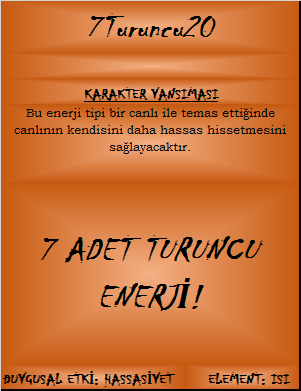 7Turuncu20
KARAKTER YANSIMASI
Bu enerji tipi bir canlı ile temas ettiğinde
canlının kendisini daha hassas hissetmesini
sağlayacaktır.
7 ADET TURUNCU
ENERJİ!
DUYGUSAL ETKİ: HASSASİYET ELEMENT: ISI